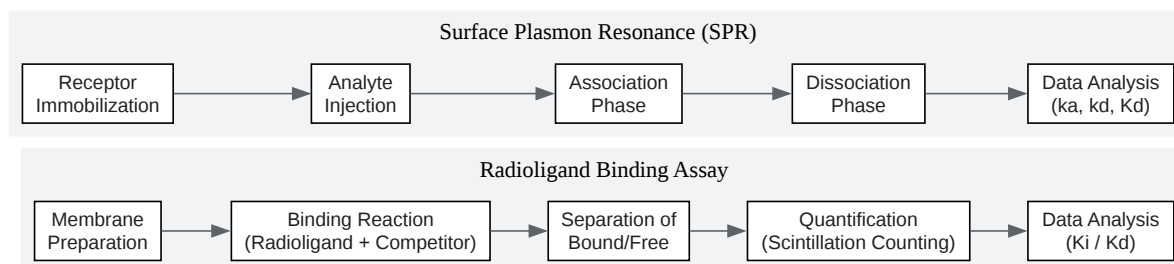 Surface Plasmon Resonance (SPR)
Receptor
Immobilization
Analyte
Injection
Association
Phase
Dissociation
Phase
Data Analysis
(ka, kd, Kd)
Radioligand Binding Assay
Membrane
Preparation
Binding Reaction
(Radioligand + Competitor)
Separation of
Bound/Free
Quantification
(Scintillation Counting)
Data Analysis
(Ki / Kd)